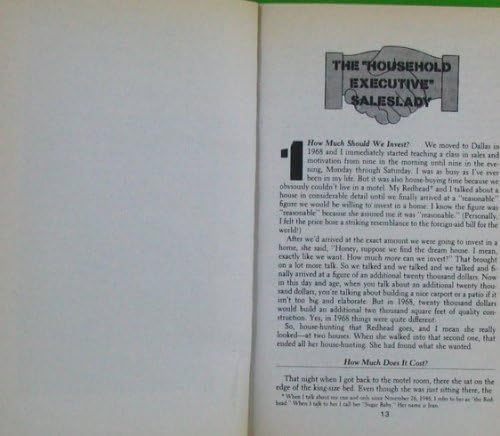 THE "HOUSEHOLD
EXECUTIVE"
SALESLADY
1 How Much Should We Invest? We moved to Dallas in
1968 and I immediately started teaching a class in sales and
motivation from nine in the morning until nine in the eve-
ning, Monday through Saturday. I was as busy as I've ever
been in my life. But it was also house-buying time because we
obviously couldn't live in a motel. My Redhead* and I talked about a
house in considerable detail until we finally arrived at a "reasonable"
figure we would be willing to invest in a home. I know the figure was
"reasonable" because she assured me it was "reasonable." (Personally,
I felt the price bore a striking resemblance to the foreign-aid bill for the
world!)
After we'd arrived at the exact amount we were going to invest in a
home, she said, "Honey, suppose we find the dream house. I mean,
exactly like we want. How much more can we invest?" That brought
on a lot more talk. So we talked and we talked and we talked and fi-
nally arrived at a figure of an additional twenty thousand dollars. Now
in this day and age, when you talk about an additional twenty thou-
sand dollars, you're talking about building a nice carport or a patio if it
isn't too big and elaborate. But in 1968, twenty thousand dollars
would build an additional two thousand square feet of quality con-
struction. Yes, in 1968 things were quite different.
So, house-hunting that Redhead goes, and I mean she really
looked—at two houses. When she walked into that second one, that
ended all her house-hunting. She had found what she wanted.
How Much Does It Cost?
That night when I got back to the motel room, there she sat on the
edge of the king-size bed. Even though she was just sitting there, the
* When I talk about my one and only since November 26, 1946, I refer to her as "the Red-
head." When I talk to her I call her "Sugar Baby." Her name is Jean.
13